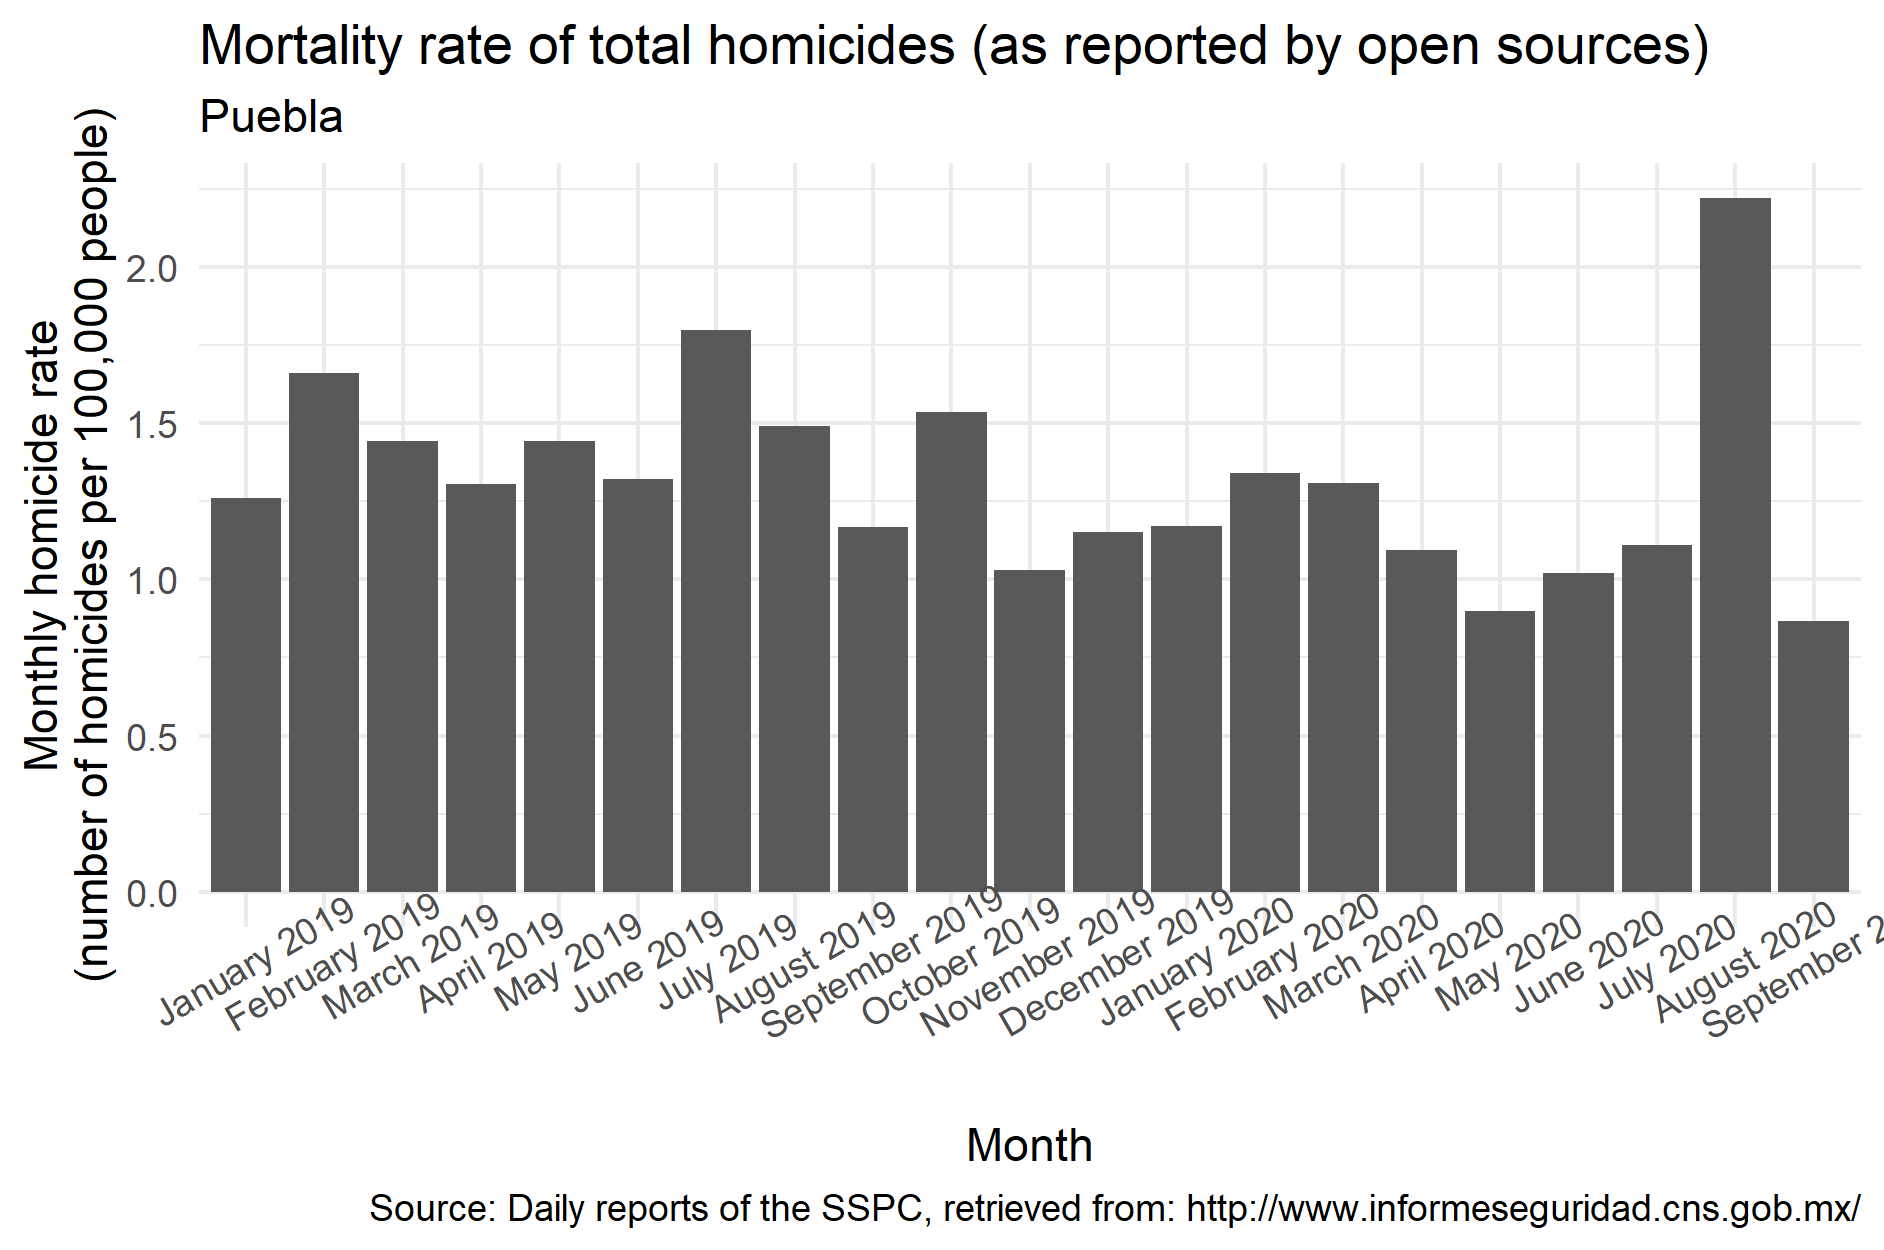 Mortality rate of total homicides (as reported by open sources)
Puebla
Monthly homicide rate
(number of homicides per 100,000 people)
2.0
1.5
1.0
0.5
0.0
January 2019
February 2019
March 2019
April 2019
May 2019
June 2019
July 2019
August 2019
September 2019
October 2019
November 2019
December 2019
January 2020
February 2020
March 2020
April 2020
May 2020
June 2020
July 2020
August 2020
September 2
Month
Source: Daily reports of the SSPC, retrieved from: http://www.informeseguridad.cns.gob.mx/